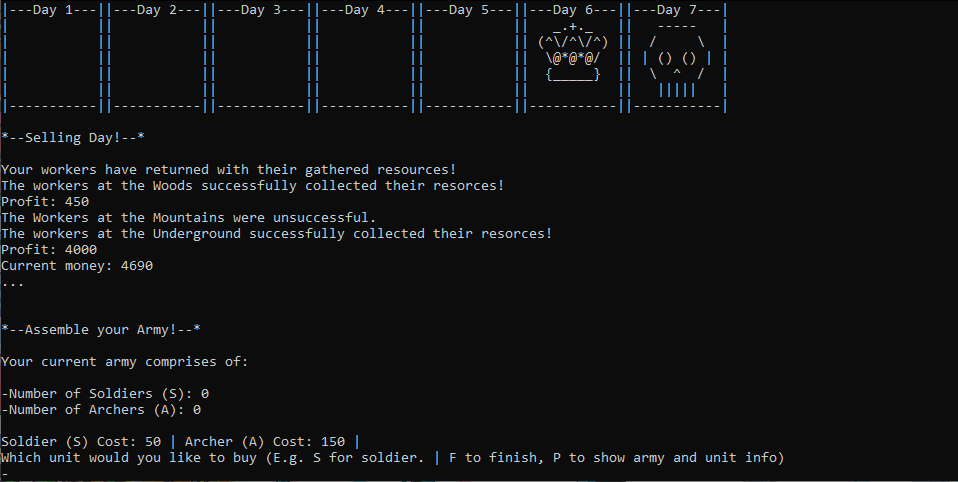 |---Day 1---||---Day 2---||---Day 3---||---Day 4---||---Day 5---||---Day 6---||---Day 7---|
|           ||           ||           ||           ||           ||   _.+._   ||   -----   |
|           ||           ||           ||           ||           || (^\/^\/^) ||  /     \  |
|           ||           ||           ||           ||           ||  \@*@*@/  || | () () | |
|           ||           ||           ||           ||           ||  {_____}  ||  \  ^  /  |
|           ||           ||           ||           ||           ||           ||   |||||   |
|-----------||-----------||-----------||-----------||-----------||-----------||-----------|
*--Selling Day!--*
Your workers have returned with their gathered resources!
The workers at the Woods successfully collected their resorces!
Profit: 450
The Workers at the Mountains were unsuccessful.
The workers at the Underground successfully collected their resorces!
Profit: 4000
Current money: 4690
...
*--Assemble your Army!--*
Your current army comprises of:
-Number of Soldiers (S): 0
-Number of Archers (A): 0
Soldier (S) Cost: 50 | Archer (A) Cost: 150 |
Which unit would you like to buy (E.g. S for soldier. | F to finish, P to show army and unit info)
-